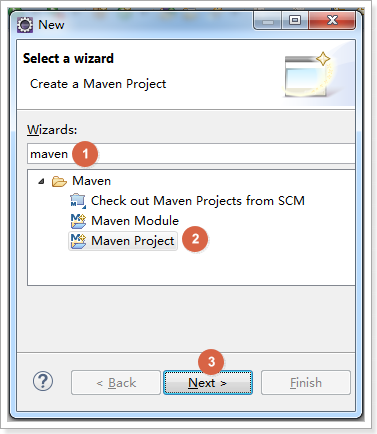 New
Select a wizard
Create a Maven Project
Wizards:
maven 1
Maven
Check out Maven Projects from SCM
Maven Module
Maven Project 2
3
? < Back Next > Finish